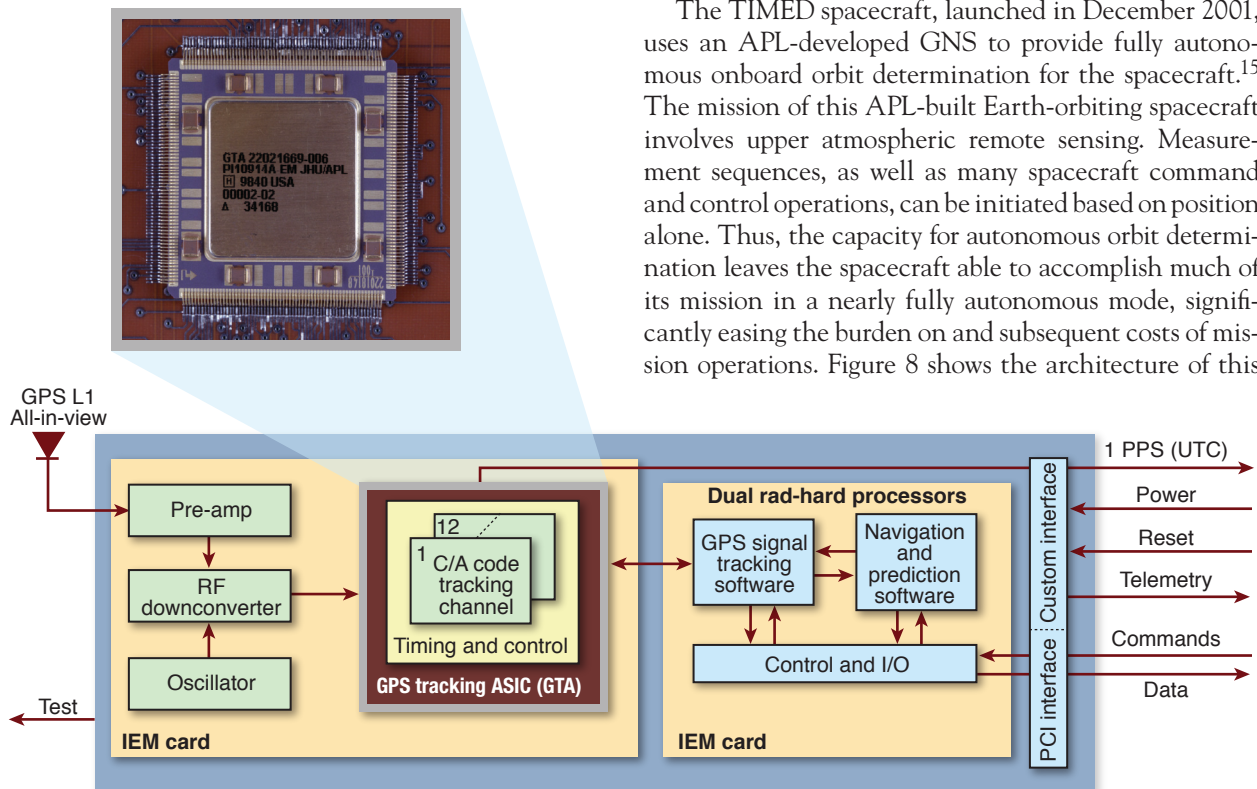 GTA 22021669-006
PI10914A EM JHU/APL
H 9840 USA
00002-02
Δ 34168
22018140
001
The TIMED spacecraft, launched in December 2001,
uses an APL-developed GNS to provide fully autono-
mous onboard orbit determination for the spacecraft.15
The mission of this APL-built Earth-orbiting spacecraft
involves upper atmospheric remote sensing. Measure-
ment sequences, as well as many spacecraft command
and control operations, can be initiated based on position
alone. Thus, the capacity for autonomous orbit determi-
nation leaves the spacecraft able to accomplish much of
its mission in a nearly fully autonomous mode, signifi-
cantly easing the burden on and subsequent costs of mis-
sion operations. Figure 8 shows the architecture of this
GPS L1
All-in-view
Pre-amp
RF
downconverter
Oscillator
Test
IEM card
12
1
C/A code
tracking
channel
Timing and control
GPS tracking ASIC (GTA)
Dual rad-hard processors
GPS signal
tracking
software
Navigation
and
prediction
software
Control and I/O
IEM card
Custom interface
PCI interface
1 PPS (UTC)
Power
Reset
Telemetry
Commands
Data